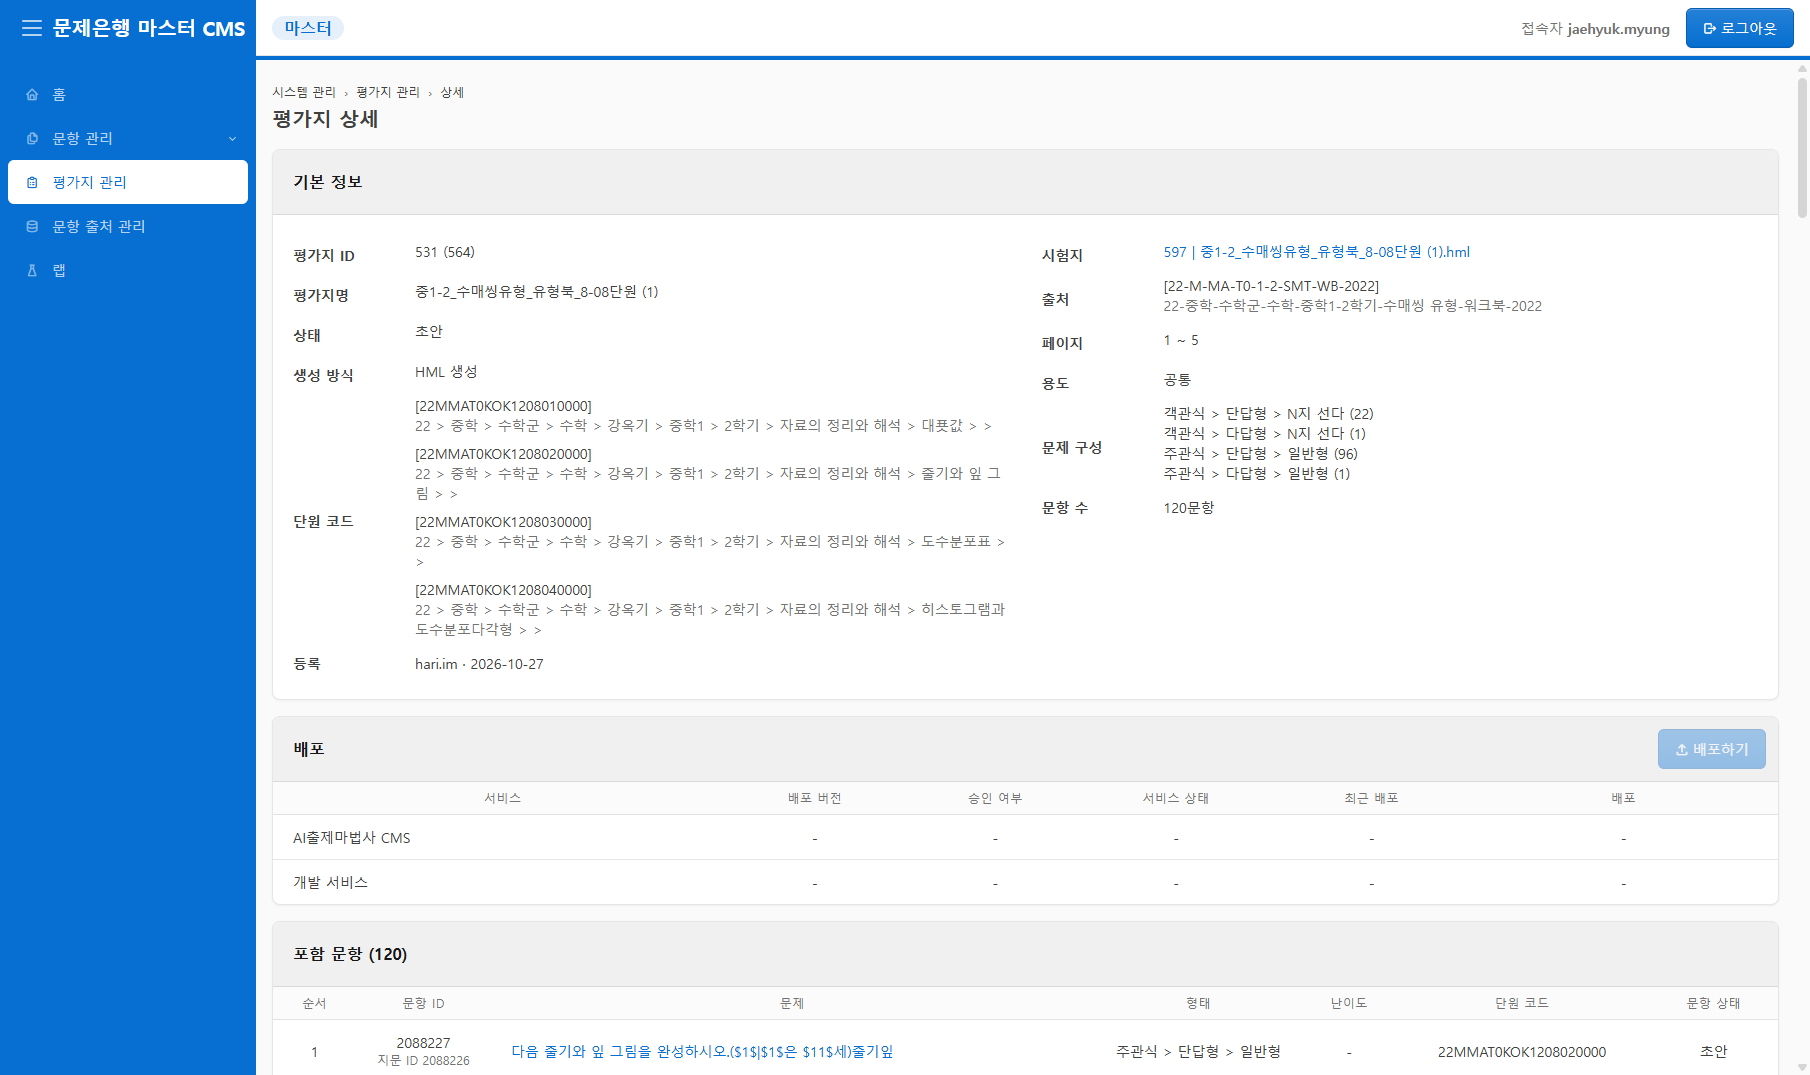 문제은행 마스터 CMS
마스터
접속자 jaehyuk.myung
로그아웃
홈
문항 관리
평가지 관리
문항 출처 관리
랩
시스템 관리 › 평가지 관리 › 상세
평가지 상세
기본 정보
평가지 ID
531 (564)
평가지명
중1-2_수매씽유형_유형북_8-08단원 (1)
상태
초안
생성 방식
HML 생성
단원 코드
[22MMAT0KOK1208010000]
22 > 중학 > 수학군 > 수학 > 강옥기 > 중학1 > 2학기 > 자료의 정리와 해석 > 대푯값 > >
[22MMAT0KOK1208020000]
22 > 중학 > 수학군 > 수학 > 강옥기 > 중학1 > 2학기 > 자료의 정리와 해석 > 줄기와 잎 그
림 > >
[22MMAT0KOK1208030000]
22 > 중학 > 수학군 > 수학 > 강옥기 > 중학1 > 2학기 > 자료의 정리와 해석 > 도수분포표 >
>
[22MMAT0KOK1208040000]
22 > 중학 > 수학군 > 수학 > 강옥기 > 중학1 > 2학기 > 자료의 정리와 해석 > 히스토그램과
도수분포다각형 > >
등록
hari.im · 2026-10-27
시험지
597 | 중1-2_수매씽유형_유형북_8-08단원 (1).hml
출처
[22-M-MA-T0-1-2-SMT-WB-2022]
22-중학-수학군-수학-중학1-2학기-수매씽 유형-워크북-2022
페이지
1 ~ 5
용도
공통
문제 구성
객관식 > 단답형 > N지 선다 (22)
객관식 > 다답형 > N지 선다 (1)
주관식 > 단답형 > 일반형 (96)
주관식 > 다답형 > 일반형 (1)
문항 수
120문항
배포
배포하기
서비스 배포 버전 승인 여부 서비스 상태 최근 배포 배포
AI출제마법사 CMS - - - - -
개발 서비스 - - - - -
포함 문항 (120)
순서 문항 ID 문제 형태 난이도 단원 코드 문항 상태
1 2088227 다음 줄기와 잎 그림을 완성하시오.($1$|$1$은 $11$세)줄기잎 주관식 > 단답형 > 일반형 - 22MMAT0KOK1208020000 초안
지문 ID 2088226